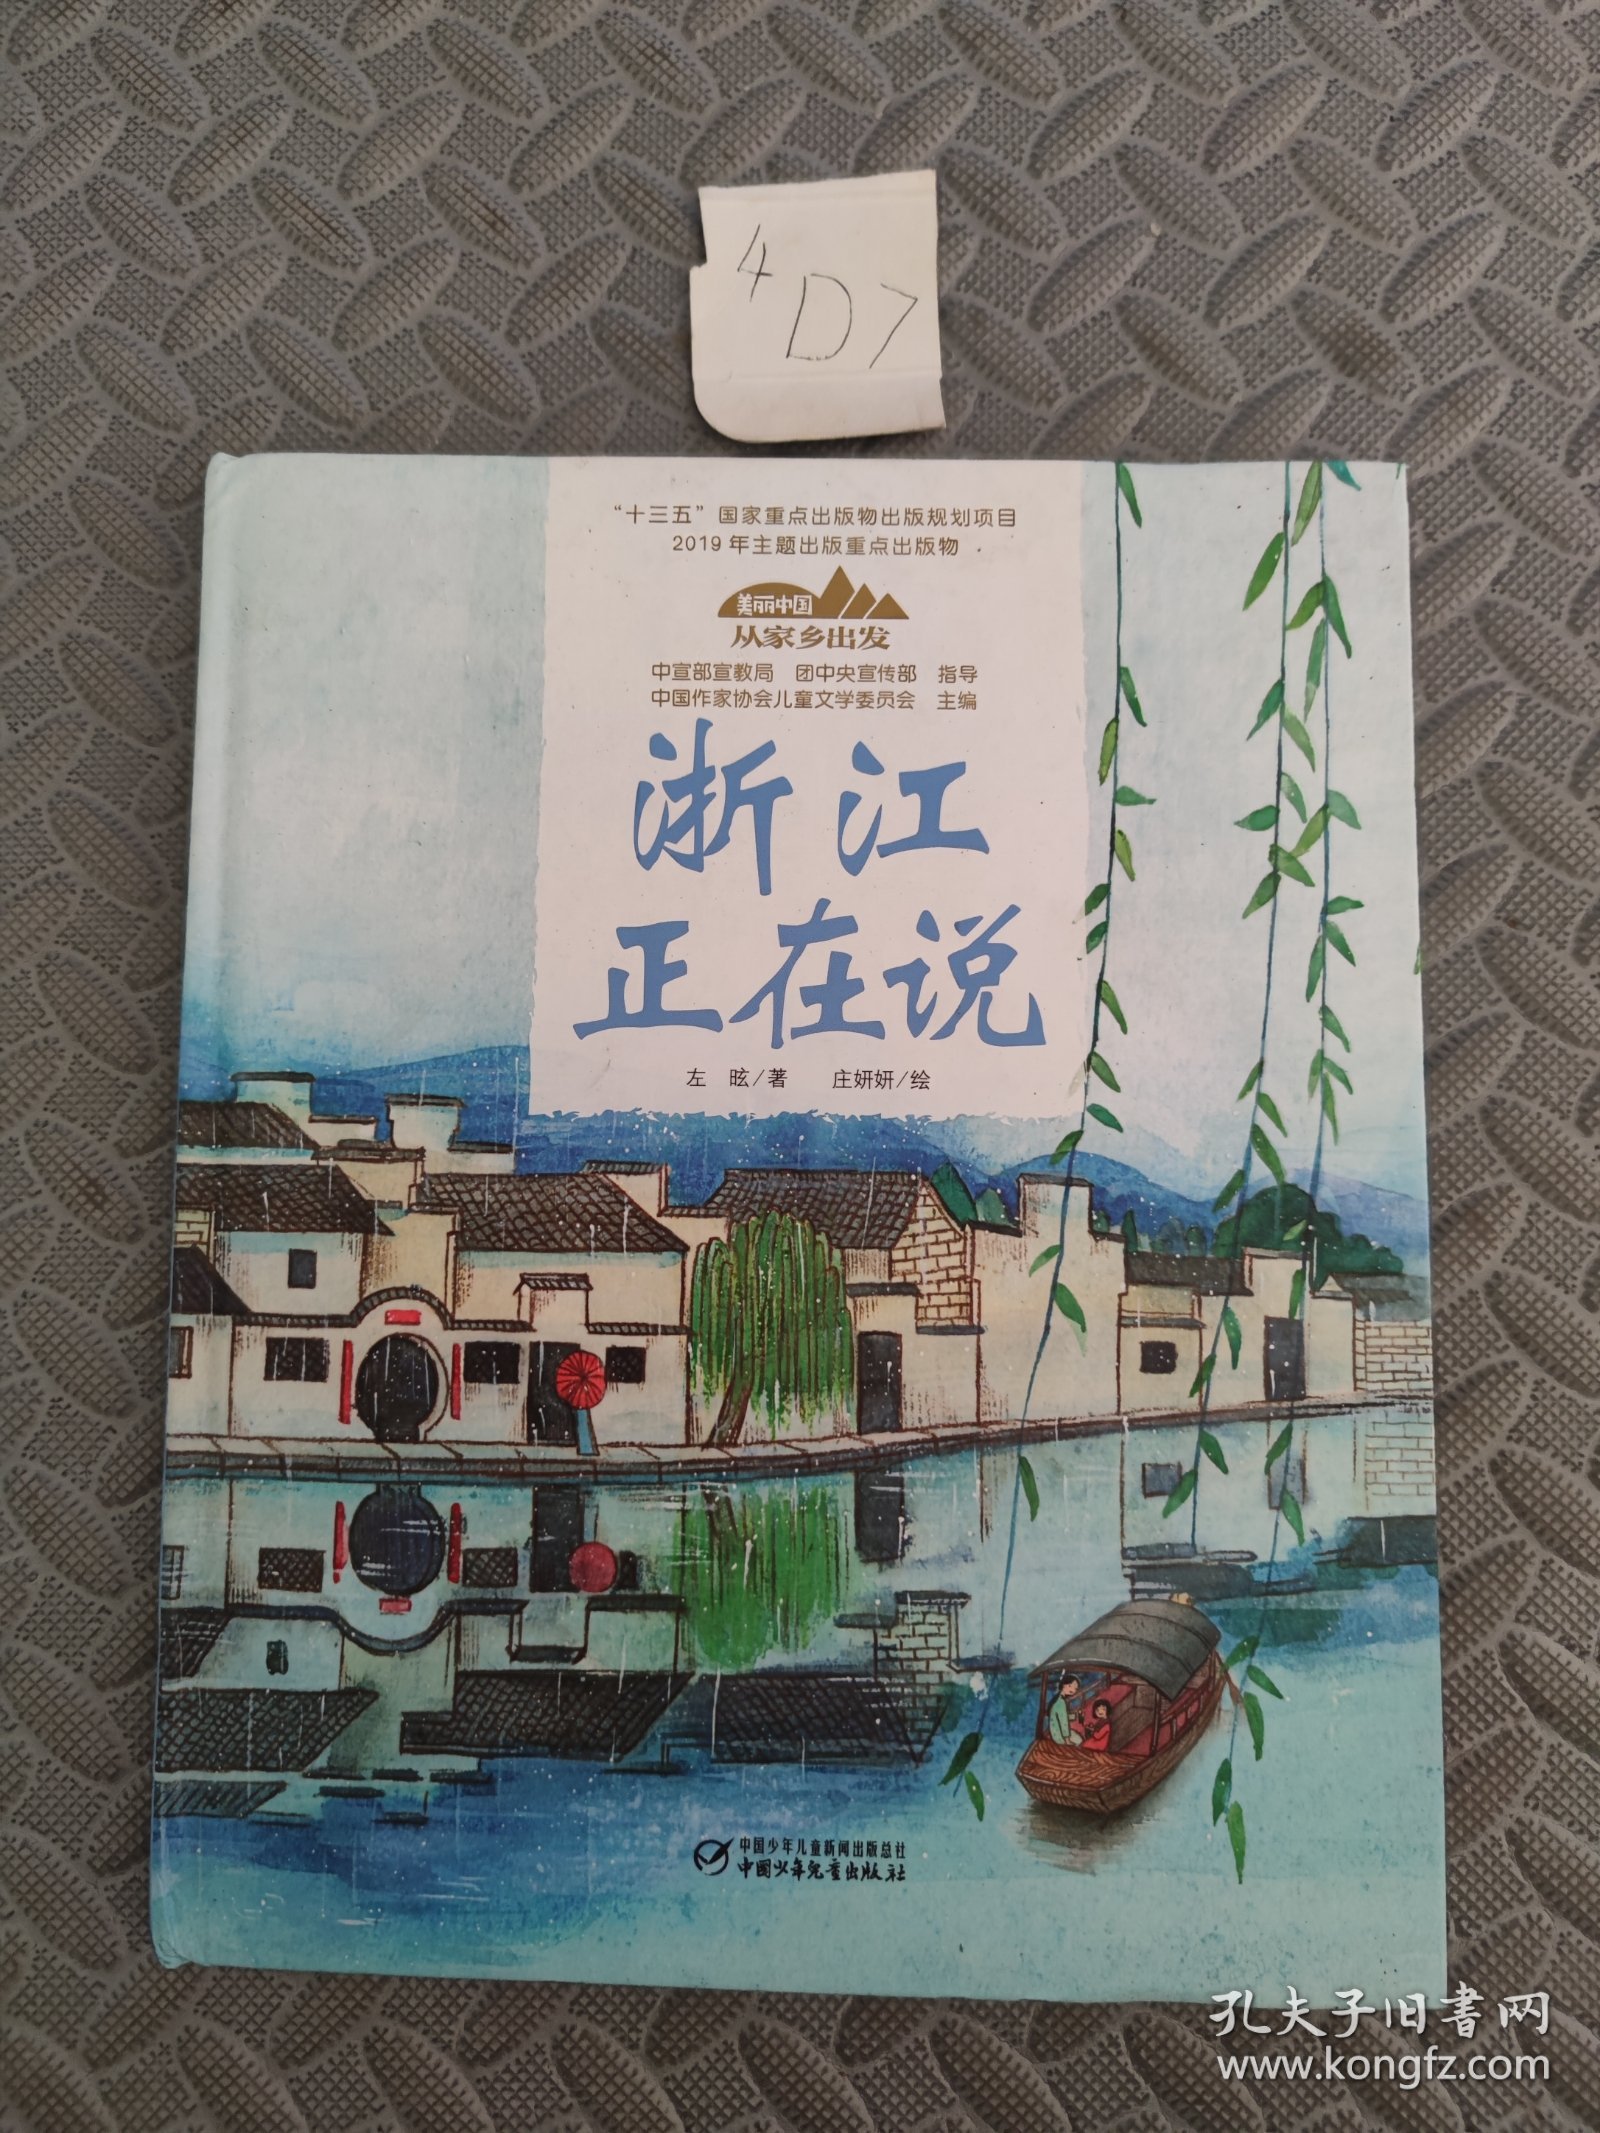 4D7
“十三五”国家重点出版物出版规划项目
2019年主题出版重点出版物
美丽中国
从家乡出发
中宣部宣教局 团中央宣传部 指导
中国作家协会儿童文学委员会 主编
浙江
正在说
左 昡/著 庄妍妍/绘
中国少年儿童新闻出版总社
中国少年儿童出版社
孔夫子旧书网
www.kongfz.com